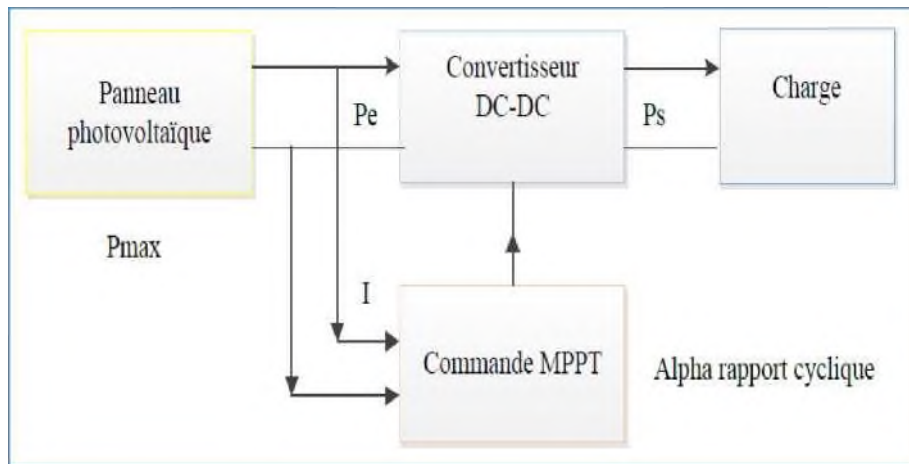 Panneau
photovoltaïque
Pe
Convertisseur
DC-DC
Ps
Charge
Pmax
I
Commande MPPT
Alpha rapport cyclique